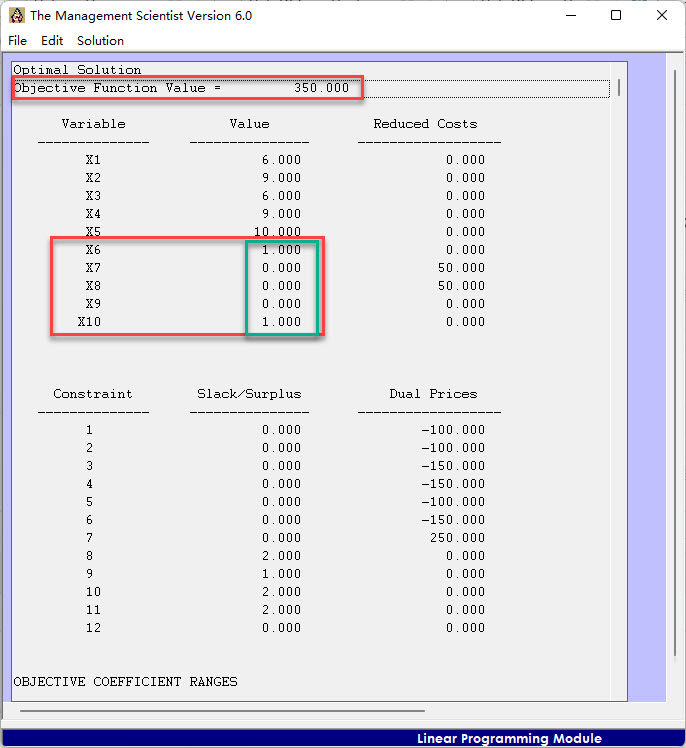 The Management Scientist Version 6.0
File Edit Solution
Optimal Solution
Objective Function Value = 350.000
Variable Value Reduced Costs
-------------- --------------- ------------------
X1 6.000 0.000
X2 9.000 0.000
X3 6.000 0.000
X4 9.000 0.000
X5 10.000 0.000
X6 1.000 0.000
X7 0.000 50.000
X8 0.000 50.000
X9 0.000 0.000
X10 1.000 0.000
Constraint Slack/Surplus Dual Prices
-------------- --------------- ------------------
1 0.000 -100.000
2 0.000 -100.000
3 0.000 -150.000
4 0.000 -150.000
5 0.000 -100.000
6 0.000 -150.000
7 0.000 250.000
8 2.000 0.000
9 1.000 0.000
10 2.000 0.000
11 2.000 0.000
12 0.000 0.000
OBJECTIVE COEFFICIENT RANGES
Linear Programming Module